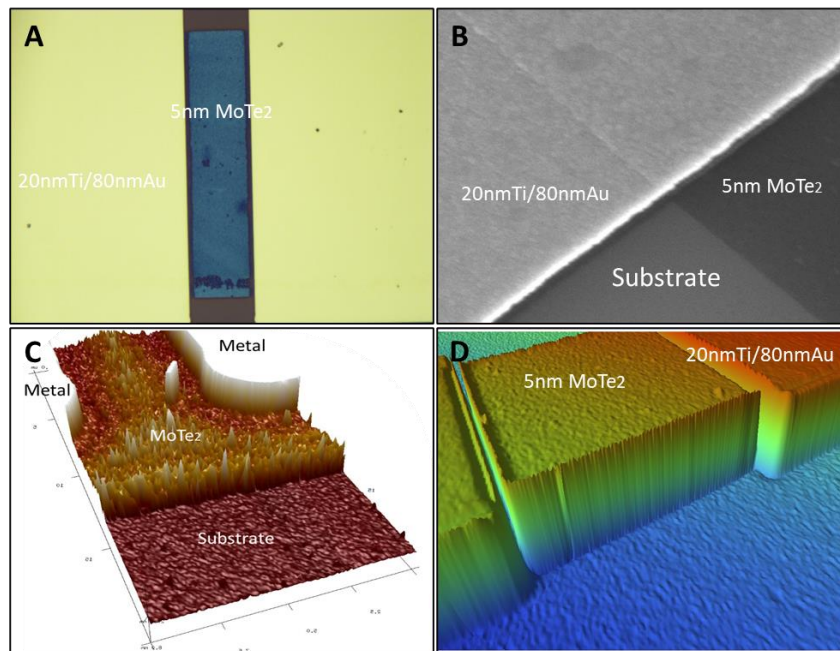 A
5nm MoTe2
20nmTi/80nmAu
B
20nmTi/80nmAu
5nm MoTe2
Substrate
C
Metal
Metal
MoTe2
Substrate
D
20nmTi/80nmAu
5nm MoTe2